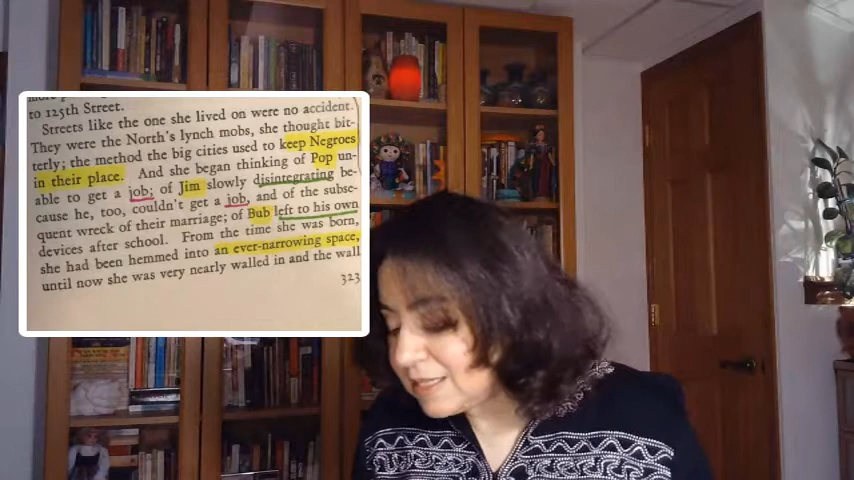 to 125th Street.
Streets like the one she lived on were no accident.
They were the North's lynch mobs, she thought bit-
terly; the method the big cities used to keep Negroes
in their place. And she began thinking of Pop un-
able to get a job; of Jim slowly disintegrating be-
cause he, too, couldn't get a job, and of the subse-
quent wreck of their marriage; of Bub left to his own
devices after school. From the time she was born,
she had been hemmed into an ever-narrowing space,
until now she was very nearly walled in and the wall
323